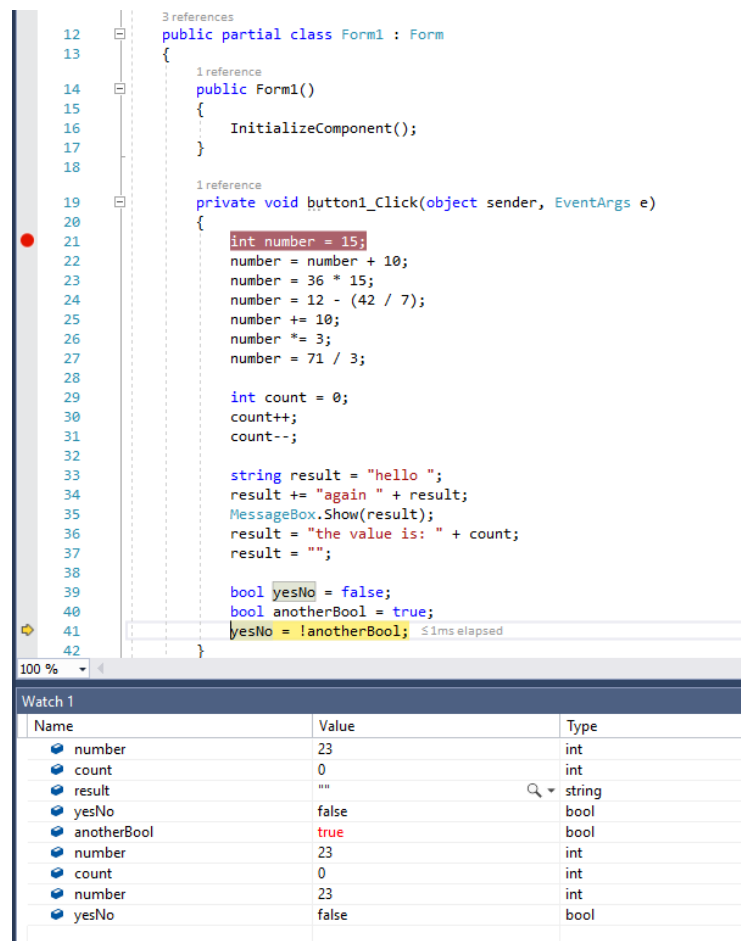 3 references
12 public partial class Form1 : Form
13 {
1 reference
14 public Form1()
15 {
16 InitializeComponent();
17 }
18
1 reference
19 private void button1_Click(object sender, EventArgs e)
20 {
21 int number = 15;
22 number = number + 10;
23 number = 36 * 15;
24 number = 12 - (42 / 7);
25 number += 10;
26 number *= 3;
27 number = 71 / 3;
28
29 int count = 0;
30 count++;
31 count--;
32
33 string result = "hello ";
34 result += "again " + result;
35 MessageBox.Show(result);
36 result = "the value is: " + count;
37 result = "";
38
39 bool yesNo = false;
40 bool anotherBool = true;
41 yesNo = !anotherBool; ≤1ms elapsed
42 }
100 %
Watch 1
Name Value Type
number 23 int
count 0 int
result "" string
yesNo false bool
anotherBool true bool
number 23 int
count 0 int
number 23 int
yesNo false bool